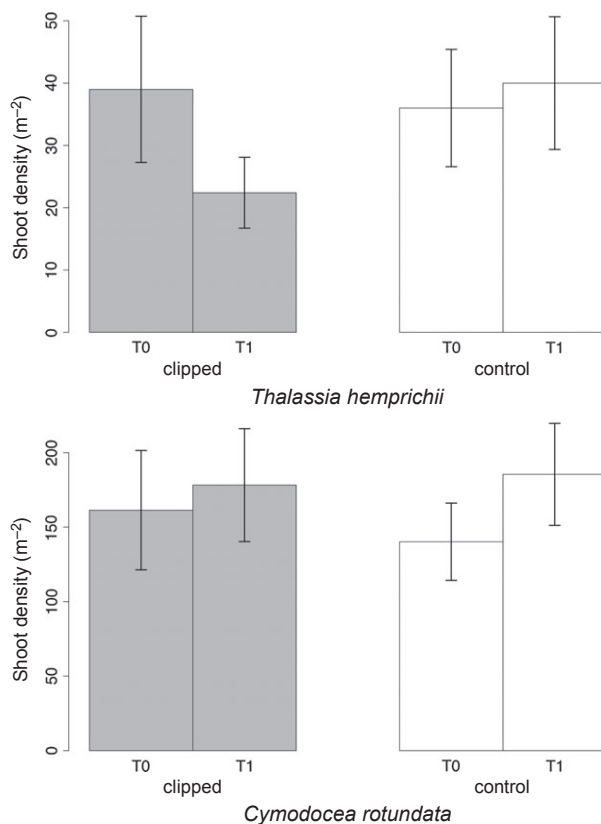 50
40
30
20
10
0
Shoot density (m⁻²)
T0 T1 T0 T1
clipped control
Thalassia hemprichii
200
150
100
50
0
Shoot density (m⁻²)
T0 T1 T0 T1
clipped control
Cymodocea rotundata